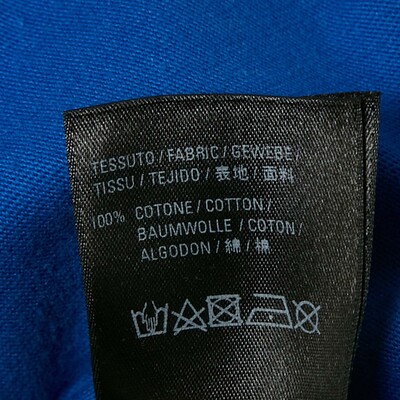 TESSUTO / FABRIC / GEWEBE /
TISSU / TEJIDO / 表地 / 面料
100% COTONE / COTTON /
BAUMWOLLE / COTON /
ALGODON / 綿 / 棉